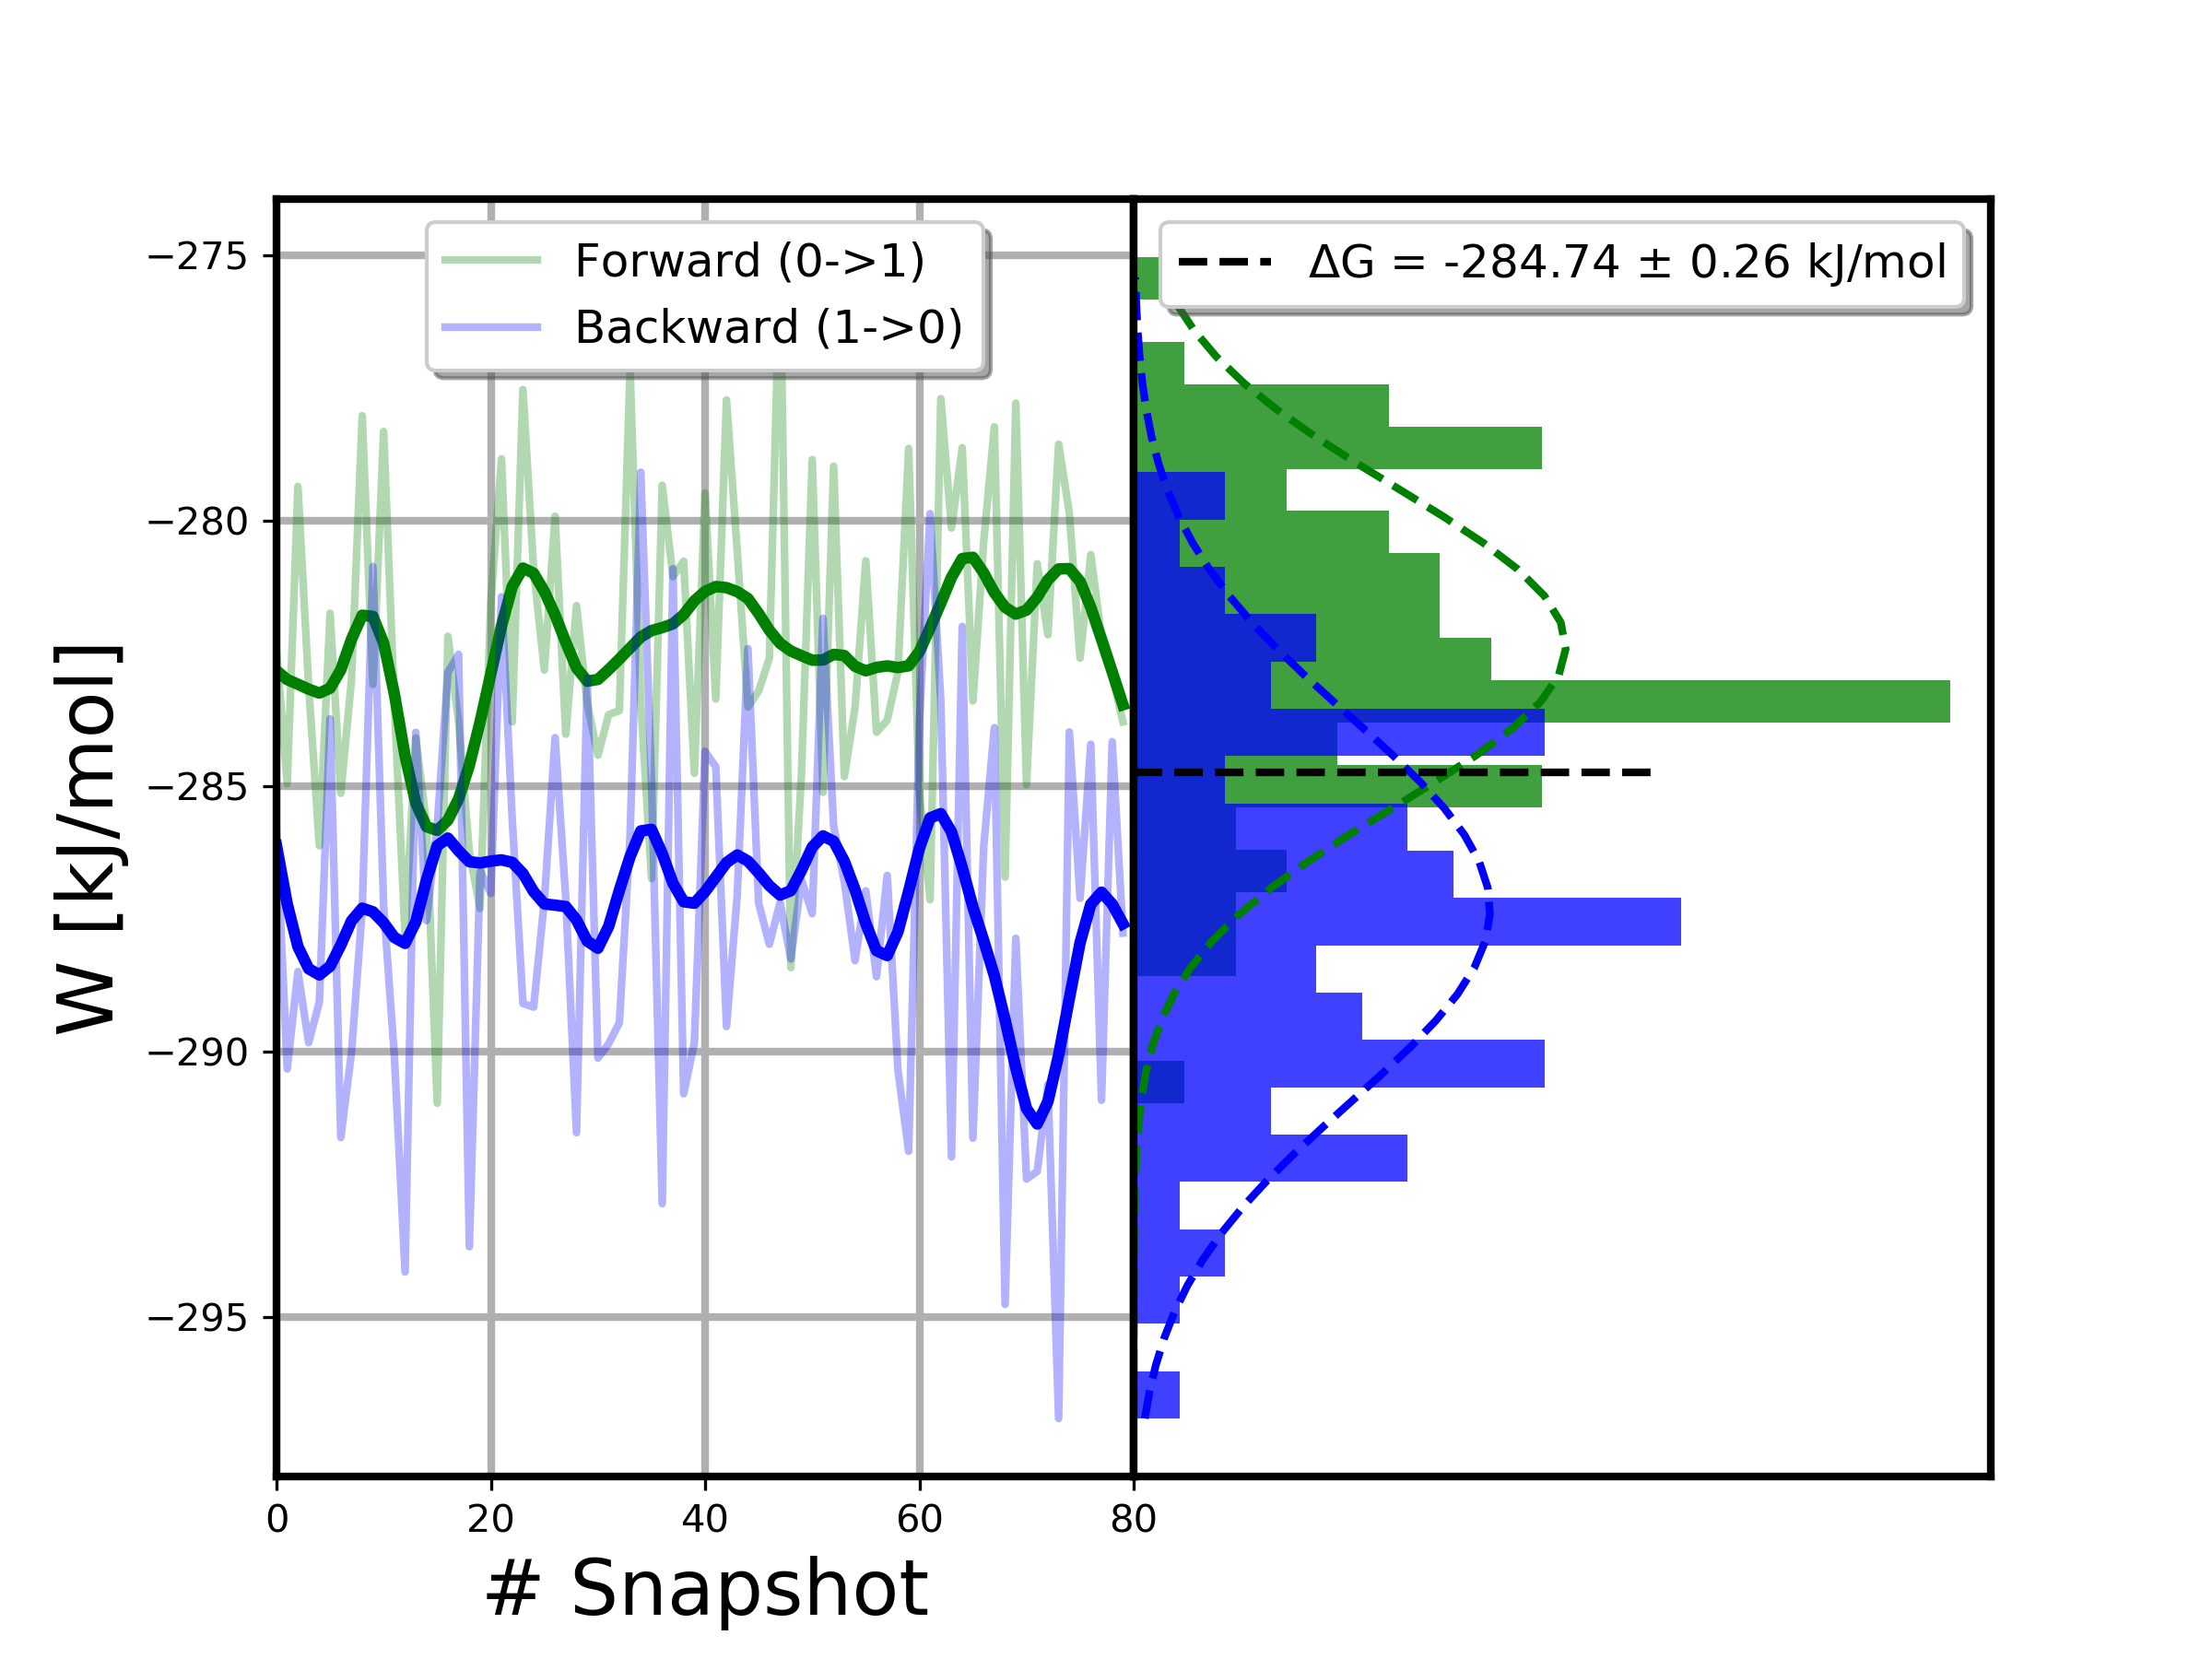 Forward (0->1)
Backward (1->0)
ΔG = -284.74 ± 0.26 kJ/mol
−275
−280
−285
−290
−295
W [kJ/mol]
0 20 40 60 80
# Snapshot